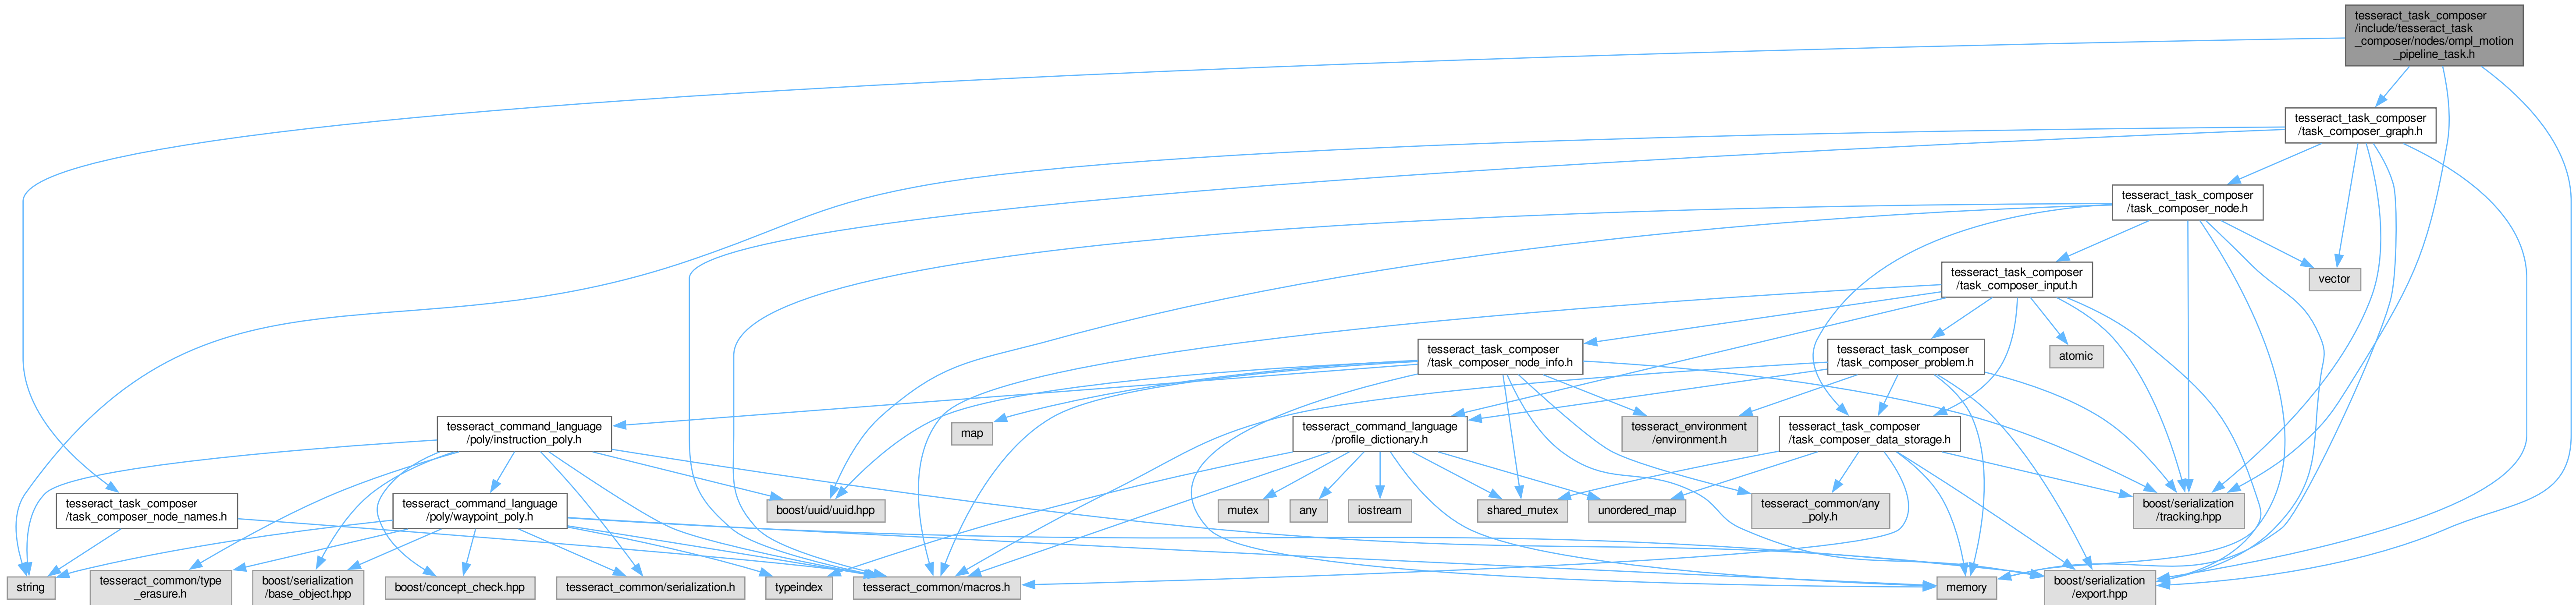 tesseract_task_composer
/include/tesseract_task
_composer/nodes/ompl_motion
_pipeline_task.h
tesseract_task_composer
/task_composer_graph.h
tesseract_task_composer
/task_composer_node.h
tesseract_task_composer
/task_composer_input.h
vector
tesseract_task_composer
/task_composer_node_info.h
tesseract_task_composer
/task_composer_problem.h
atomic
tesseract_command_language
/poly/instruction_poly.h
map
tesseract_command_language
/profile_dictionary.h
tesseract_environment
/environment.h
tesseract_task_composer
/task_composer_data_storage.h
tesseract_task_composer
/task_composer_node_names.h
tesseract_command_language
/poly/waypoint_poly.h
boost/uuid/uuid.hpp
mutex
any
iostream
shared_mutex
unordered_map
tesseract_common/any
_poly.h
boost/serialization
/tracking.hpp
string
tesseract_common/type
_erasure.h
boost/serialization
/base_object.hpp
boost/concept_check.hpp
tesseract_common/serialization.h
typeindex
tesseract_common/macros.h
memory
boost/serialization
/export.hpp